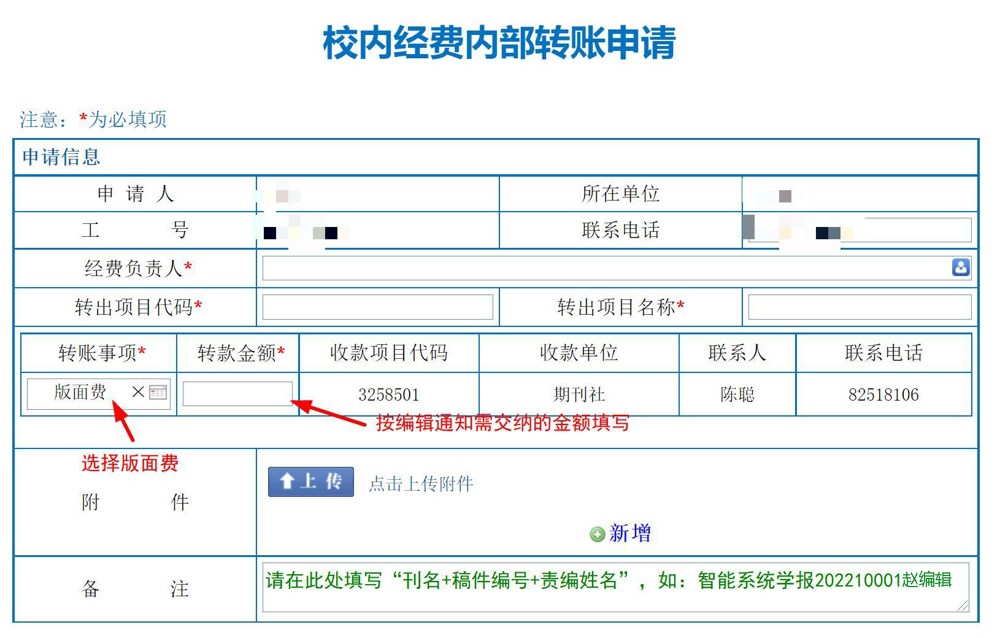 校内经费内部转账申请
注意：*为必填项
申请信息
申 请 人 所在单位
工 号 联系电话
经费负责人*
转出项目代码* 转出项目名称*
转账事项* 转款金额* 收款项目代码 收款单位 联系人 联系电话
版面费 × 3258501 期刊社 陈聪 82518106
按编辑通知需交纳的金额填写
选择版面费
上 传 点击上传附件
附 件
新增
请在此处填写“刊名+稿件编号+责编姓名”，如：智能系统学报202210001赵编辑
备 注